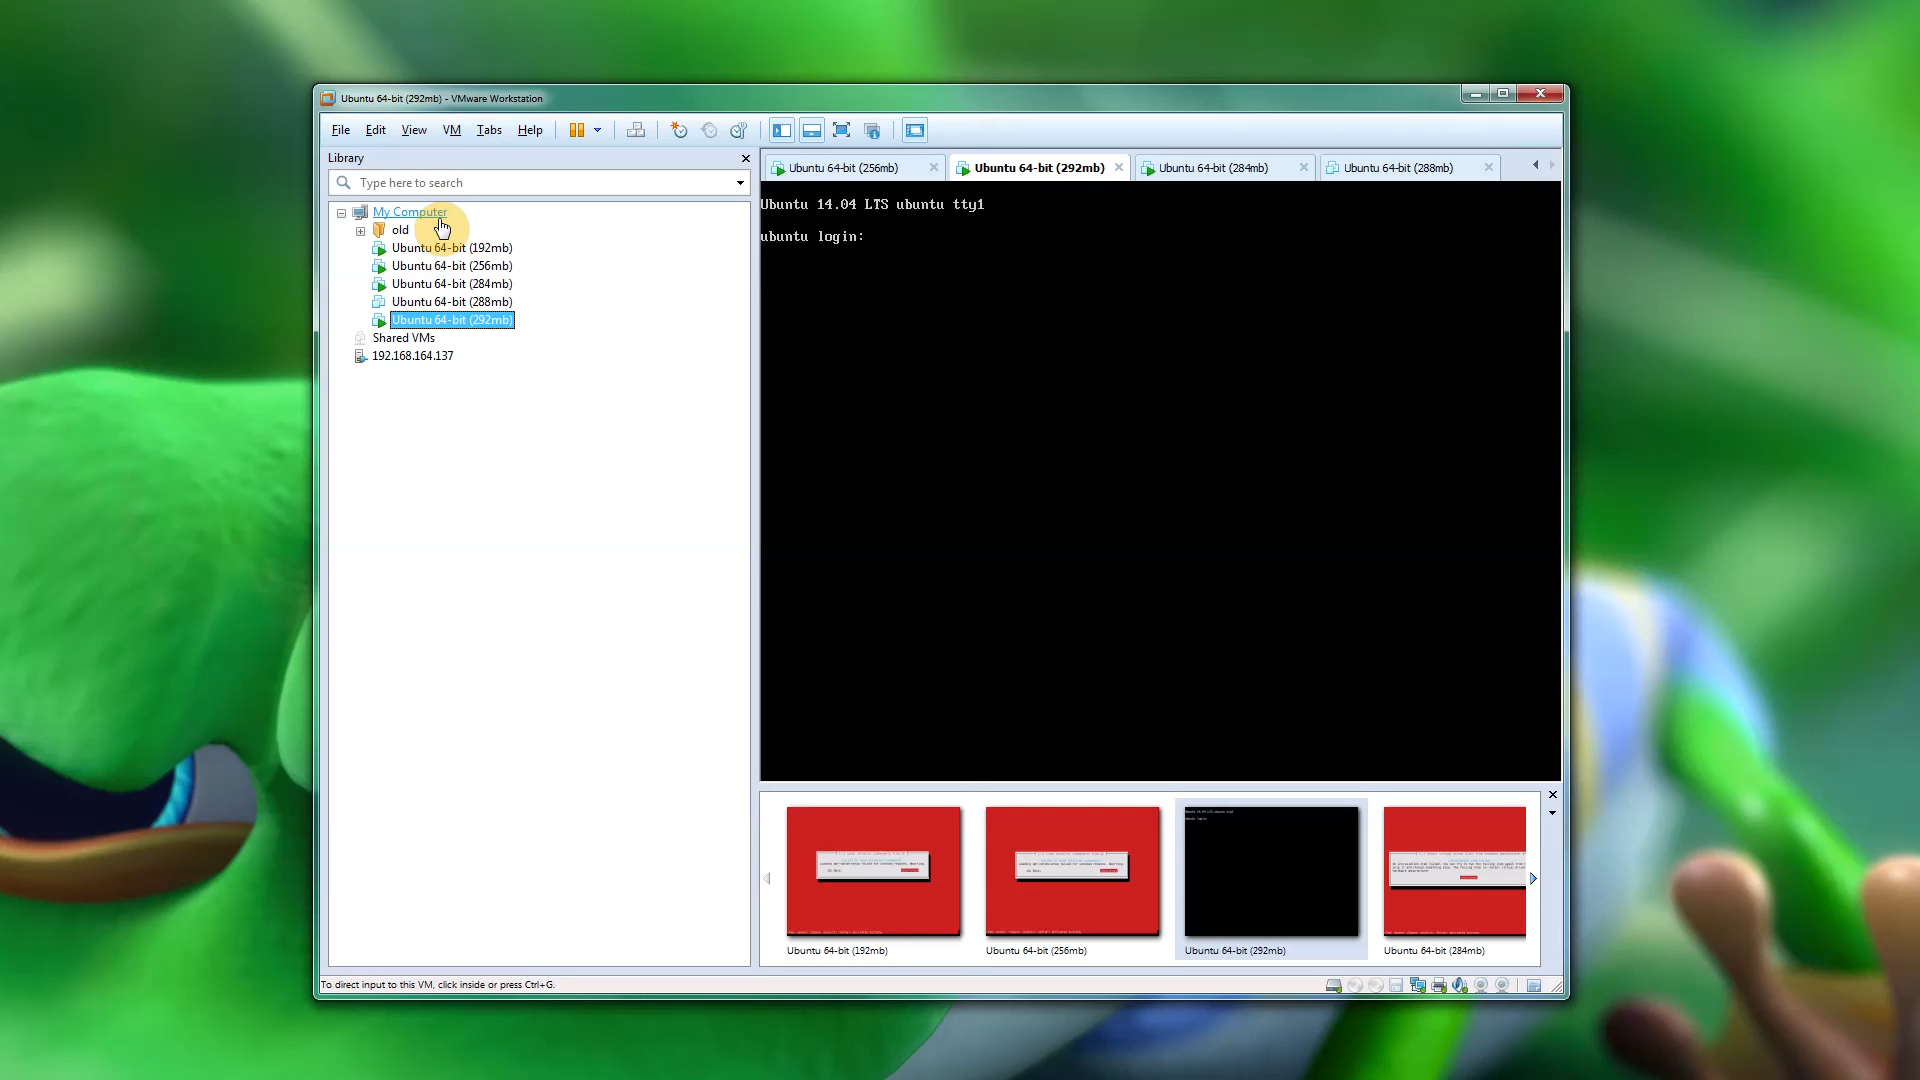 Ubuntu 64-bit (292mb) - VMware Workstation
File Edit View VM Tabs Help
Library
Type here to search
My Computer
old
Ubuntu 64-bit (192mb)
Ubuntu 64-bit (256mb)
Ubuntu 64-bit (284mb)
Ubuntu 64-bit (288mb)
Ubuntu 64-bit (292mb)
Shared VMs
192.168.164.137
Ubuntu 64-bit (256mb) Ubuntu 64-bit (292mb) Ubuntu 64-bit (284mb) Ubuntu 64-bit (288mb)
Ubuntu 14.04 LTS ubuntu tty1
ubuntu login:
Ubuntu 64-bit (192mb) Ubuntu 64-bit (256mb) Ubuntu 64-bit (292mb) Ubuntu 64-bit (284mb)
To direct input to this VM, click inside or press Ctrl+G.